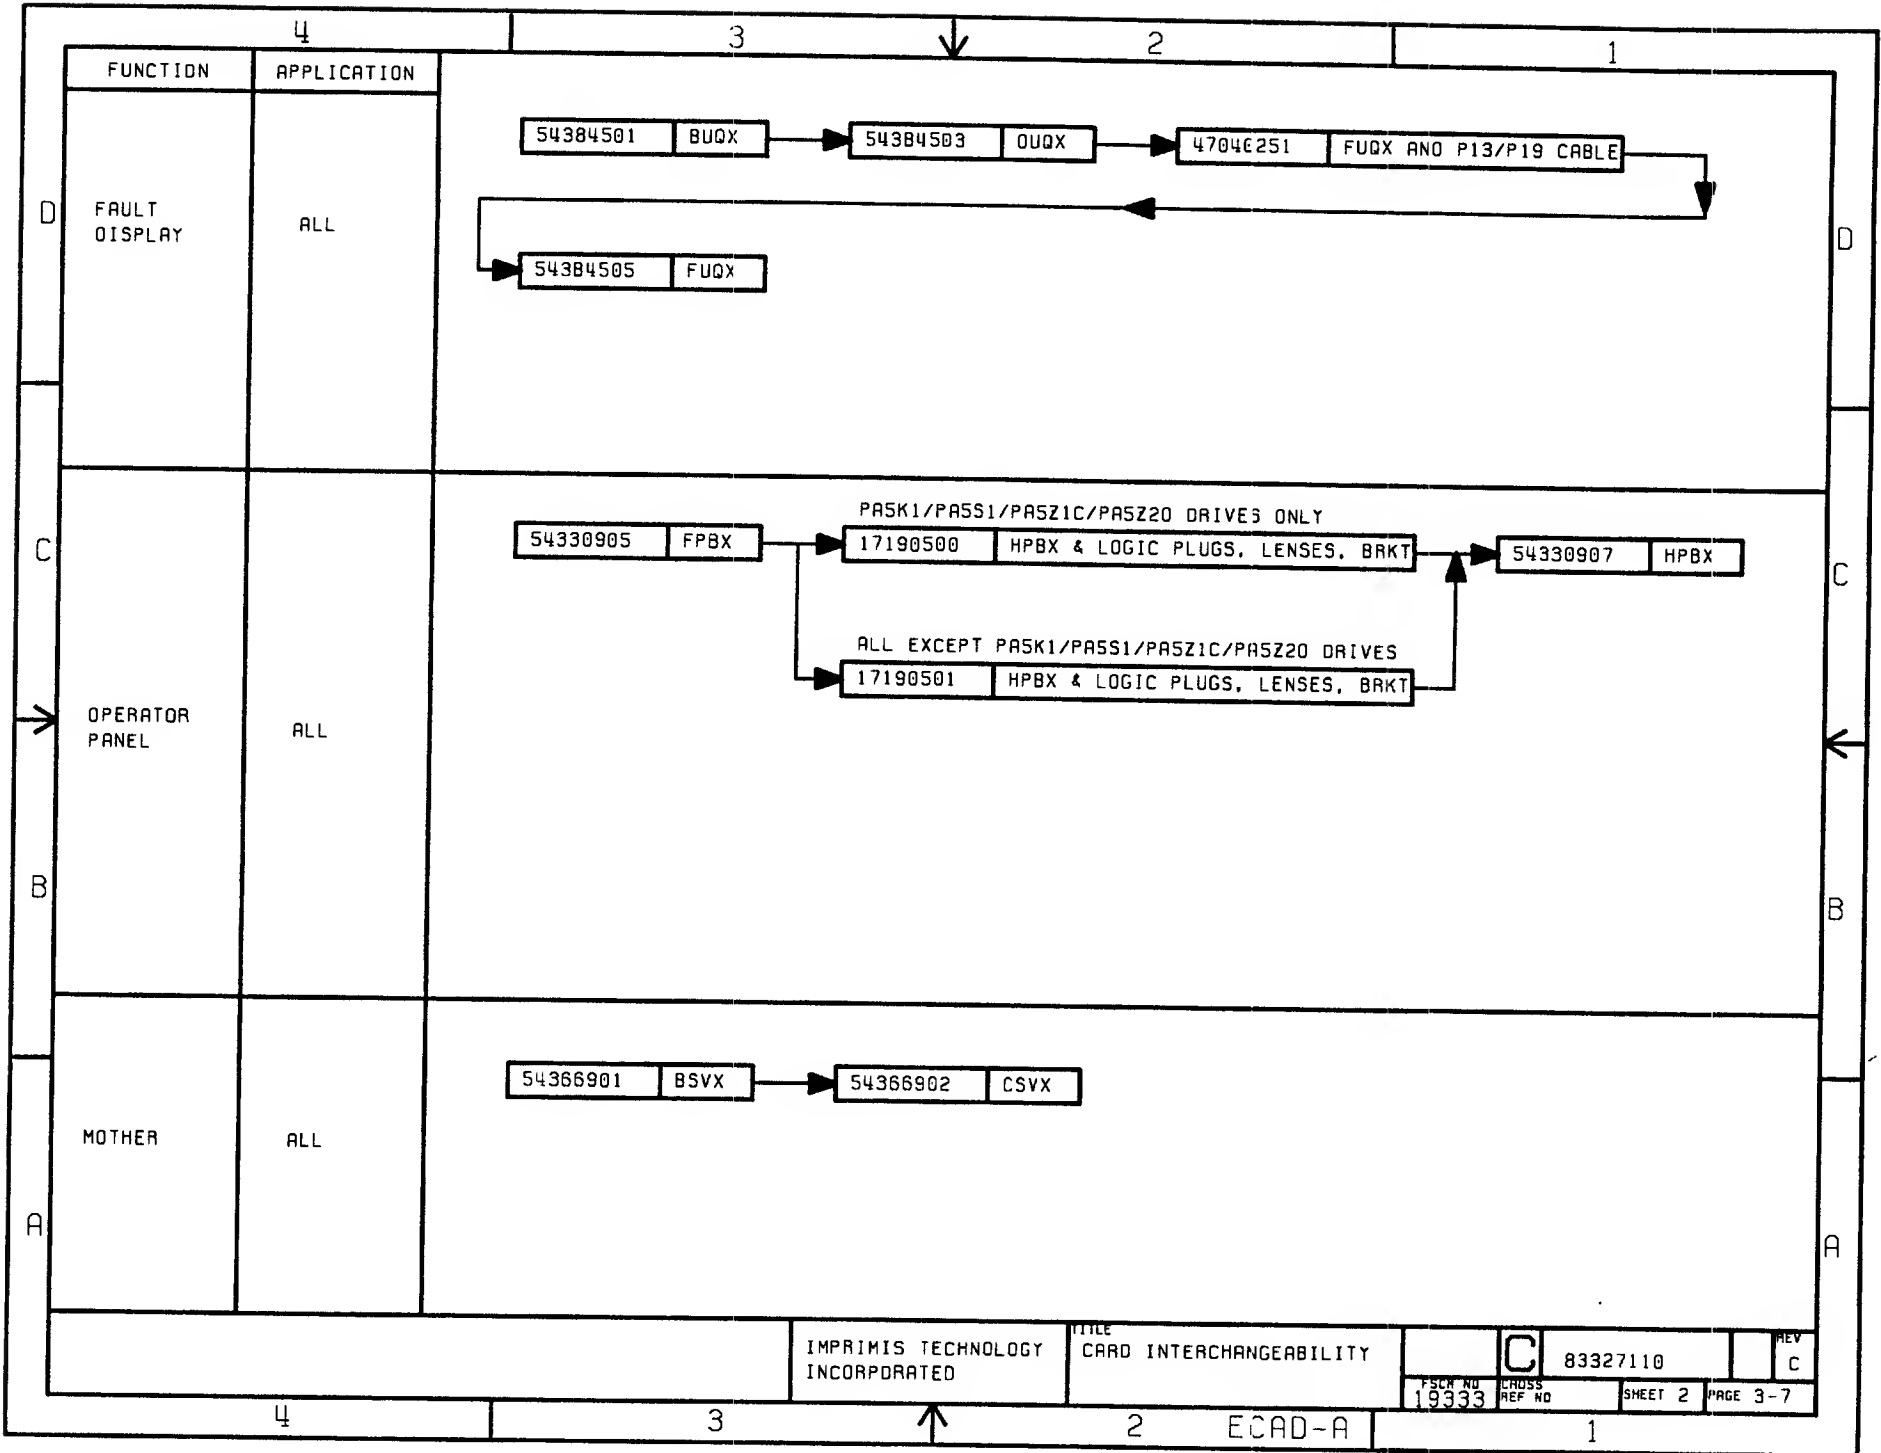 4 3 2 1
FUNCTION APPLICATION
54384501 BUQX 54384503 DUQX 47046251 FUQX AND P13/P19 CABLE
D D
FAULT
DISPLAY
ALL
54384505 FUQX
PA5K1/PA5S1/PA5Z1C/PA5Z2D DRIVES ONLY
54330905 FPBX 17190500 HPBX & LOGIC PLUGS, LENSES, BRKT 54330907 HPBX
C C
ALL EXCEPT PA5K1/PA5S1/PA5Z1C/PA5Z2D DRIVES
17190501 HPBX & LOGIC PLUGS, LENSES, BRKT
OPERATOR
PANEL
ALL
B B
54366901 BSVX 54366902 CSVX
MOTHER ALL
A A
IMPRIMIS TECHNOLOGY
INCORPORATED
TITLE
CARD INTERCHANGEABILITY
C 83327110
REV
C
FSCM NO
19333
CROSS
REF NO
SHEET 2 PAGE 3-7
4 3 2 ECAD-A 1